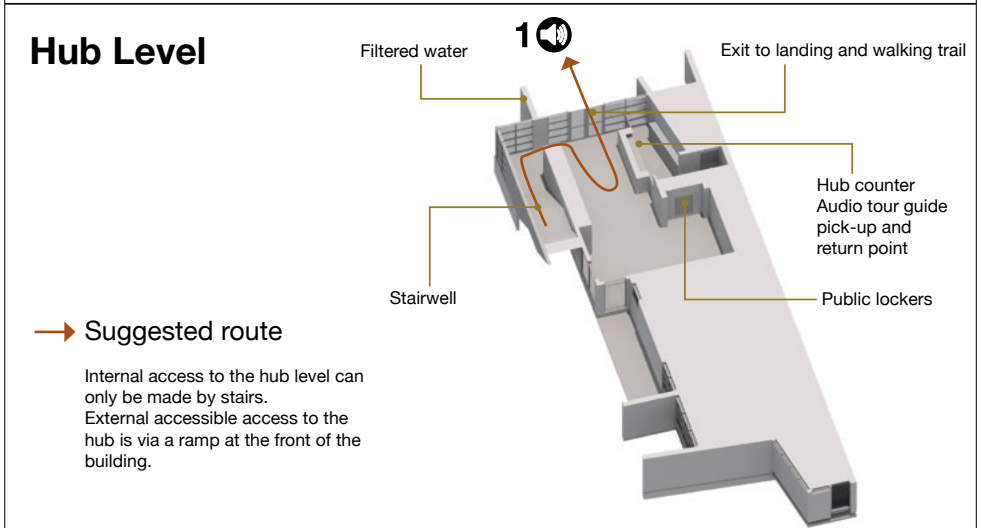 Hub Level
Filtered water
1
Exit to landing and walking trail
Hub counter
Audio tour guide
pick-up and
return point
Stairwell
Public lockers
Suggested route
Internal access to the hub level can
only be made by stairs.
External accessible access to the
hub is via a ramp at the front of the
building.